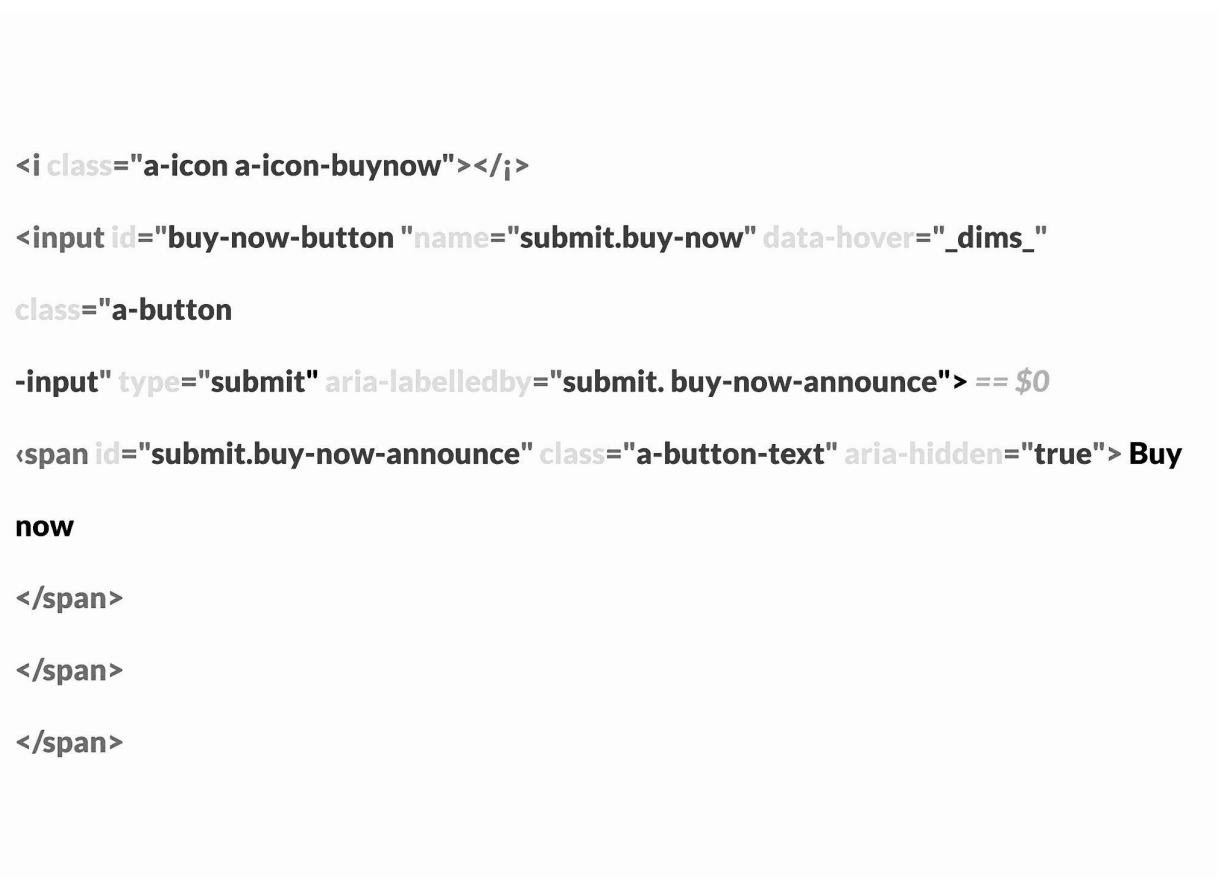 <i class="a-icon a-icon-buynow"></¡>
<input id="buy-now-button "name="submit.buy-now" data-hover="_dims_"
class="a-button
-input" type="submit" aria-labelledby="submit. buy-now-announce"> == $0
‹span id="submit.buy-now-announce" class="a-button-text" aria-hidden="true"> Buy
now
</span>
</span>
</span>